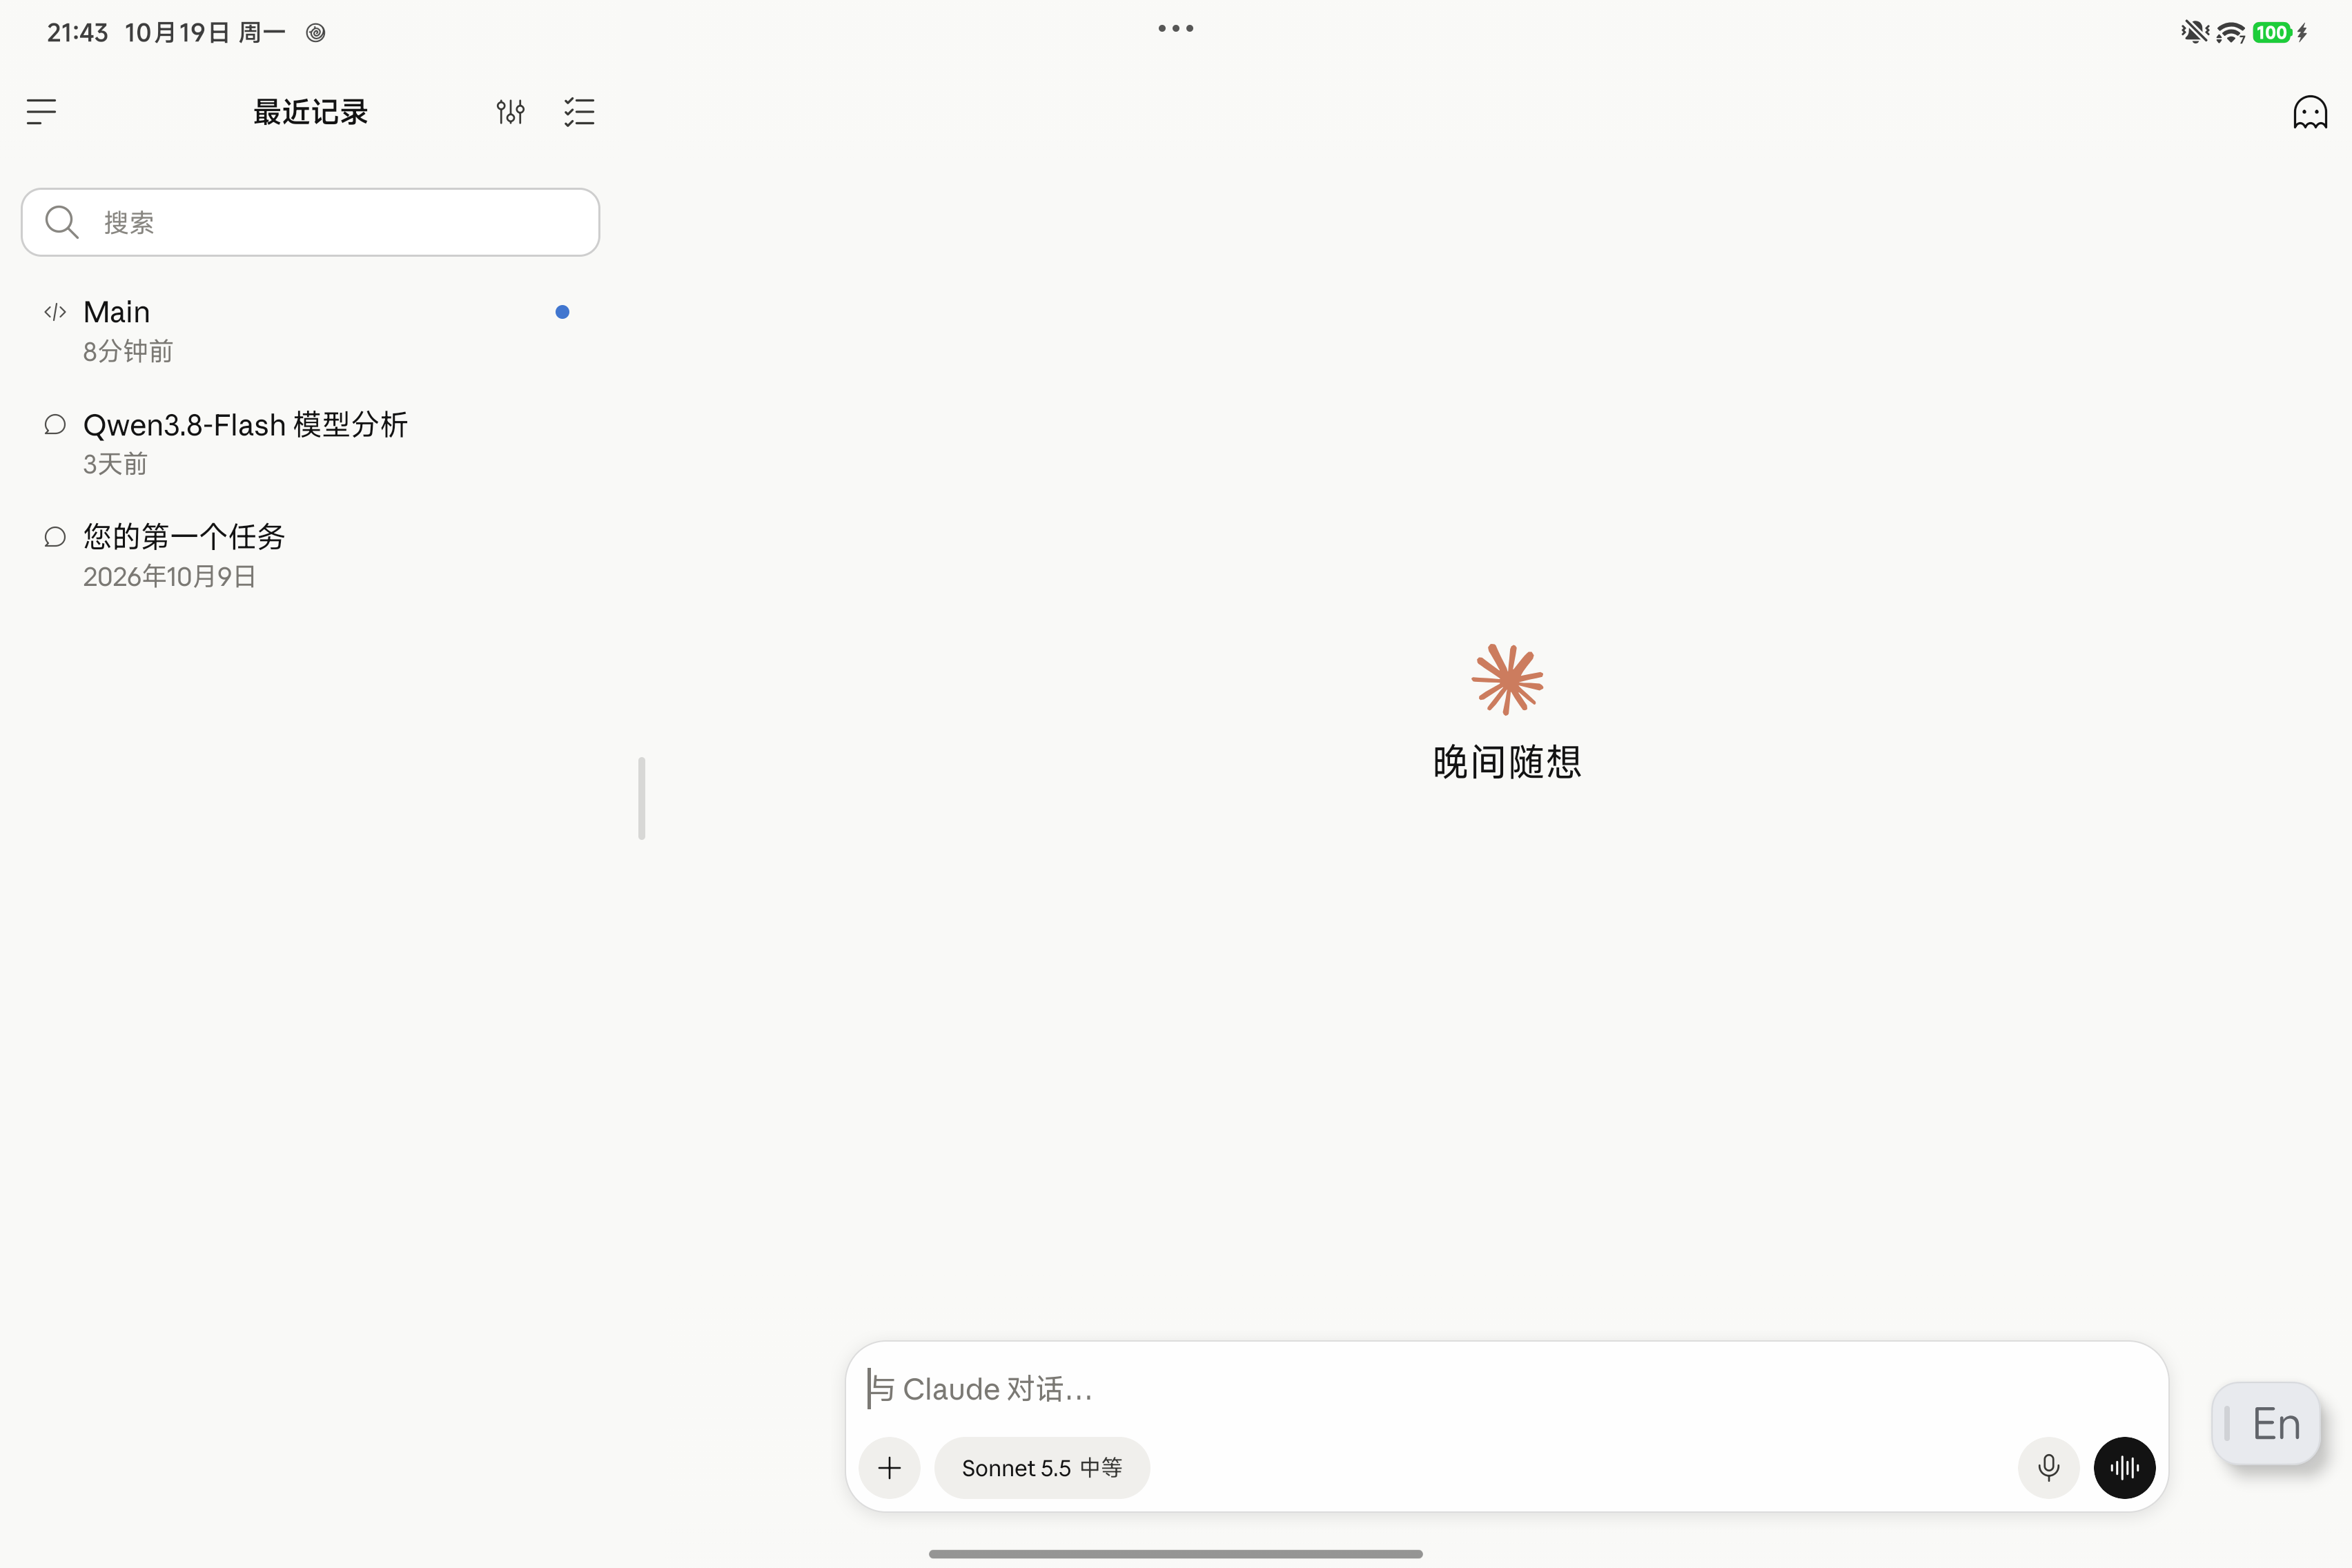 21:43 10月19日 周一
7
100
最近记录
搜索
Main
8分钟前
Qwen3.8-Flash 模型分析
3天前
您的第一个任务
2026年10月9日
晚间随想
与 Claude 对话…
Sonnet 5.5 中等
En